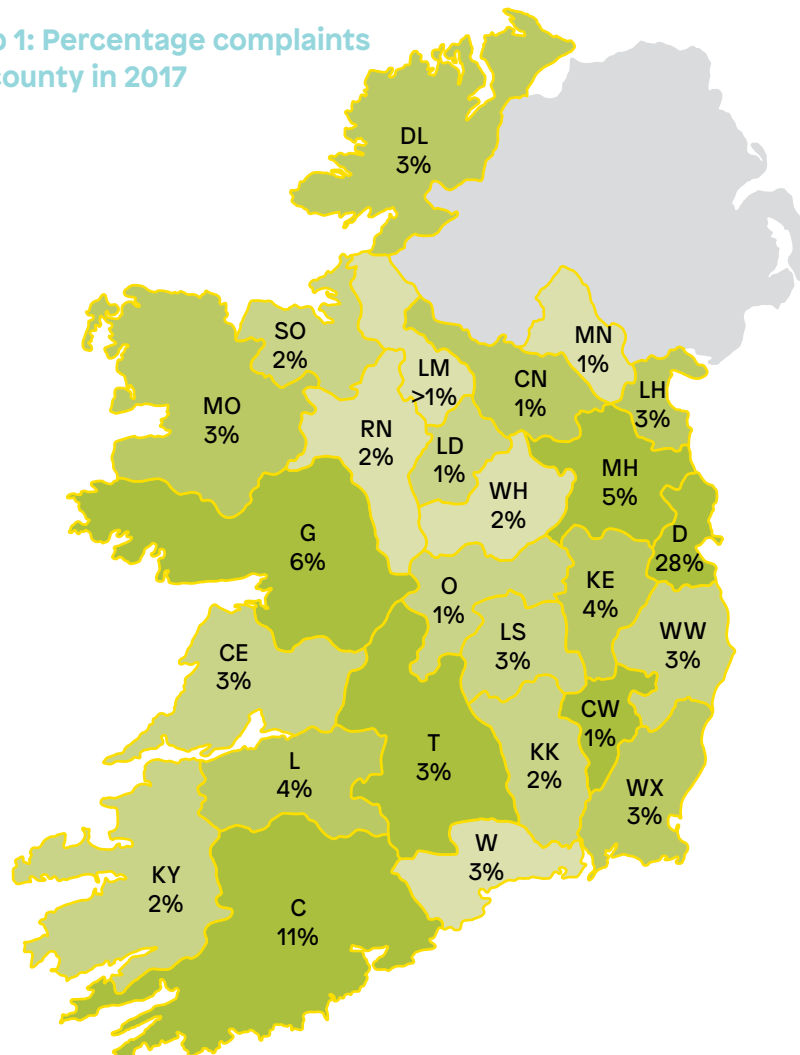 1: Percentage complaints
county in 2017
DL
3%
SO
2%
MN
1%
LM
>1%
CN
1%
LH
3%
MO
3%
RN
2%
LD
1%
MH
5%
WH
2%
G
6%
D
28%
O
1%
KE
4%
LS
3%
WW
3%
CE
3%
CW
1%
T
3%
KK
2%
L
4%
WX
3%
W
3%
KY
2%
C
11%